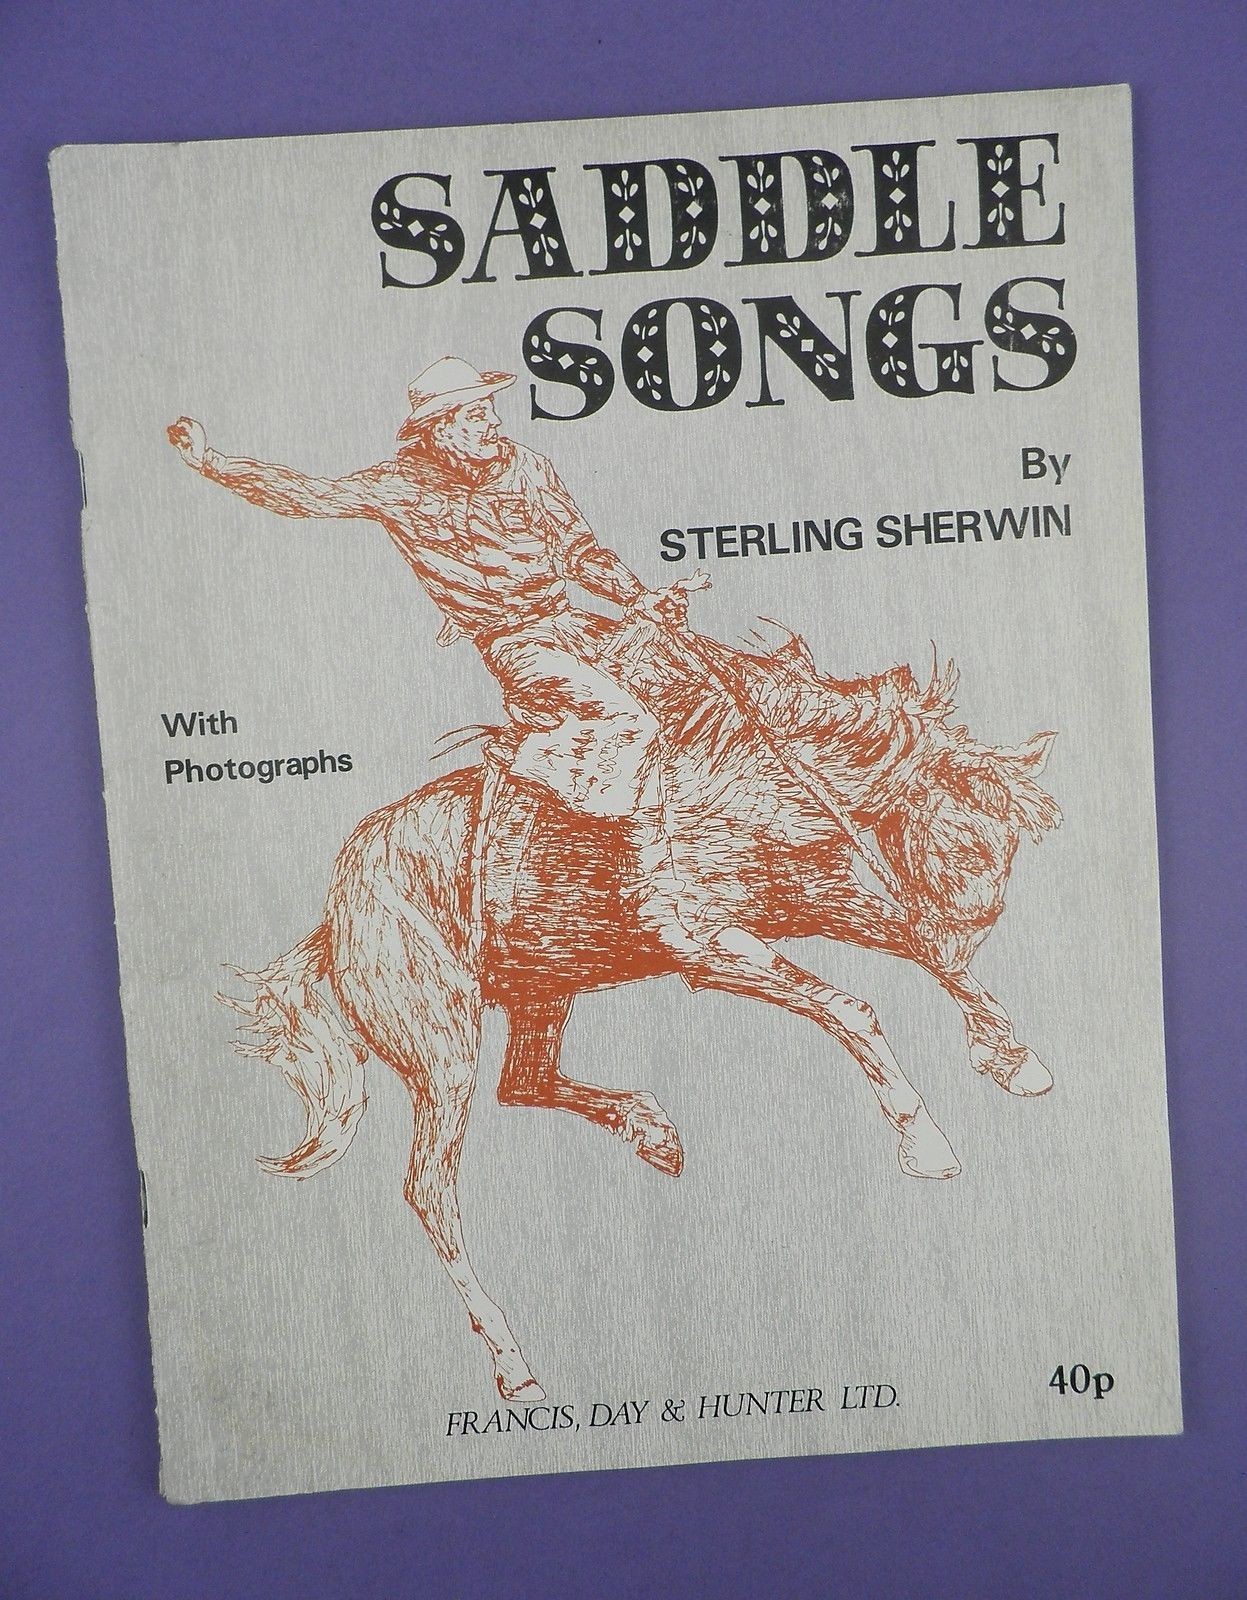 SADDLE
SONGS
By
STERLING SHERWIN
With
Photographs
FRANCIS, DAY & HUNTER LTD.
40p